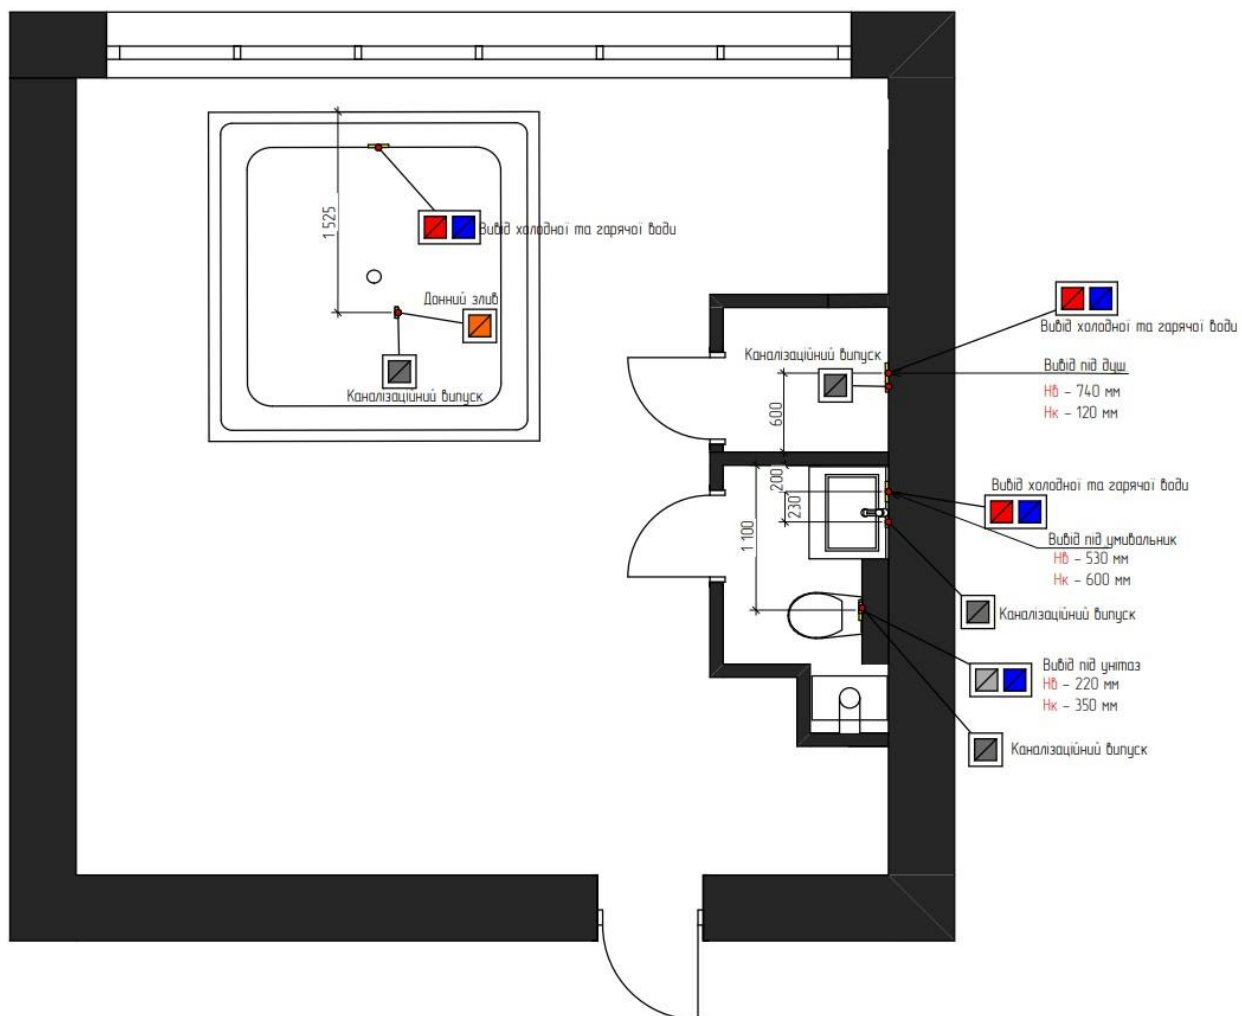 1 525
Вивід холодної та гарячої води
Донний злив
Каналізаційний випуск
Вивід холодної та гарячої води
Каналізаційний випуск
Вивід під душ
Нв – 740 мм
Нк – 120 мм
600
200
230
1 100
Вивід холодної та гарячої води
Вивід під умивальник
Нв – 530 мм
Нк – 600 мм
Каналізаційний випуск
Вивід під унітаз
Нв – 220 мм
Нк – 350 мм
Каналізаційний випуск